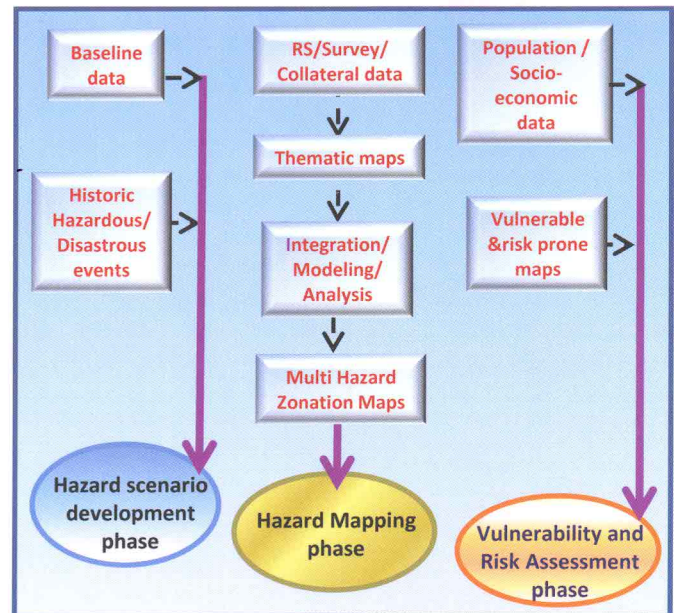 Baseline
data
Historic
Hazardous/
Disastrous
events
Hazard scenario
development
phase
RS/Survey/
Collateral data
Thematic maps
Integration/
Modeling/
Analysis
Multi Hazard
Zonation Maps
Hazard Mapping
phase
Population /
Socio-
economic
data
Vulnerable
&risk prone
maps
Vulnerability and
Risk Assessment
phase